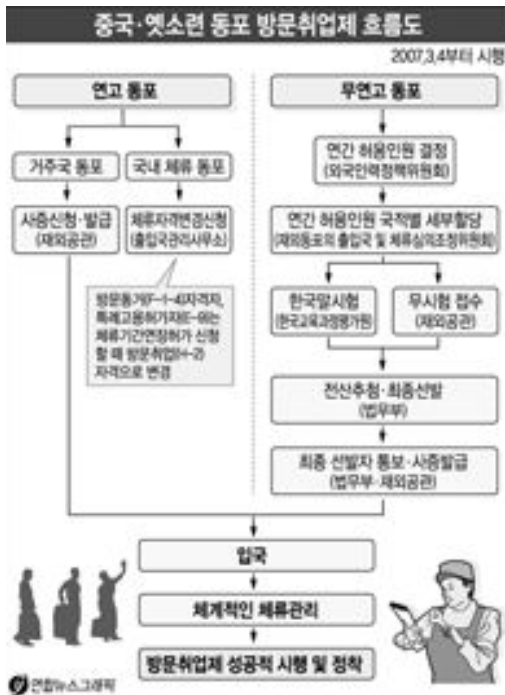 중국·옛소련 동포 방문취업제 흐름도
2007.3.4부터 시행
연고 동포
거주국 동포
국내 체류 동포
사증신청·발급
(재외공관)
체류자격변경신청
(출입국관리사무소)
방문동거(F-1-4)자격자,
특례고용허가자(E-9)는
체류기간연장허가 신청
할 때 방문취업(H-2)
자격으로 변경
무연고 동포
연간 허용인원 결정
(외국인력정책위원회)
연간 허용인원 국적별 세부할당
(재외동포의 출입국 및 체류심의조정위원회)
한국말시험
(한국교육과정평가원)
무시험 접수
(재외공관)
전산추첨·최종선발
(법무부)
최종 선발자 통보·사증발급
(법무부·재외공관)
입국
체계적인 체류관리
방문취업제 성공적 시행 및 정착
연합뉴스그래픽